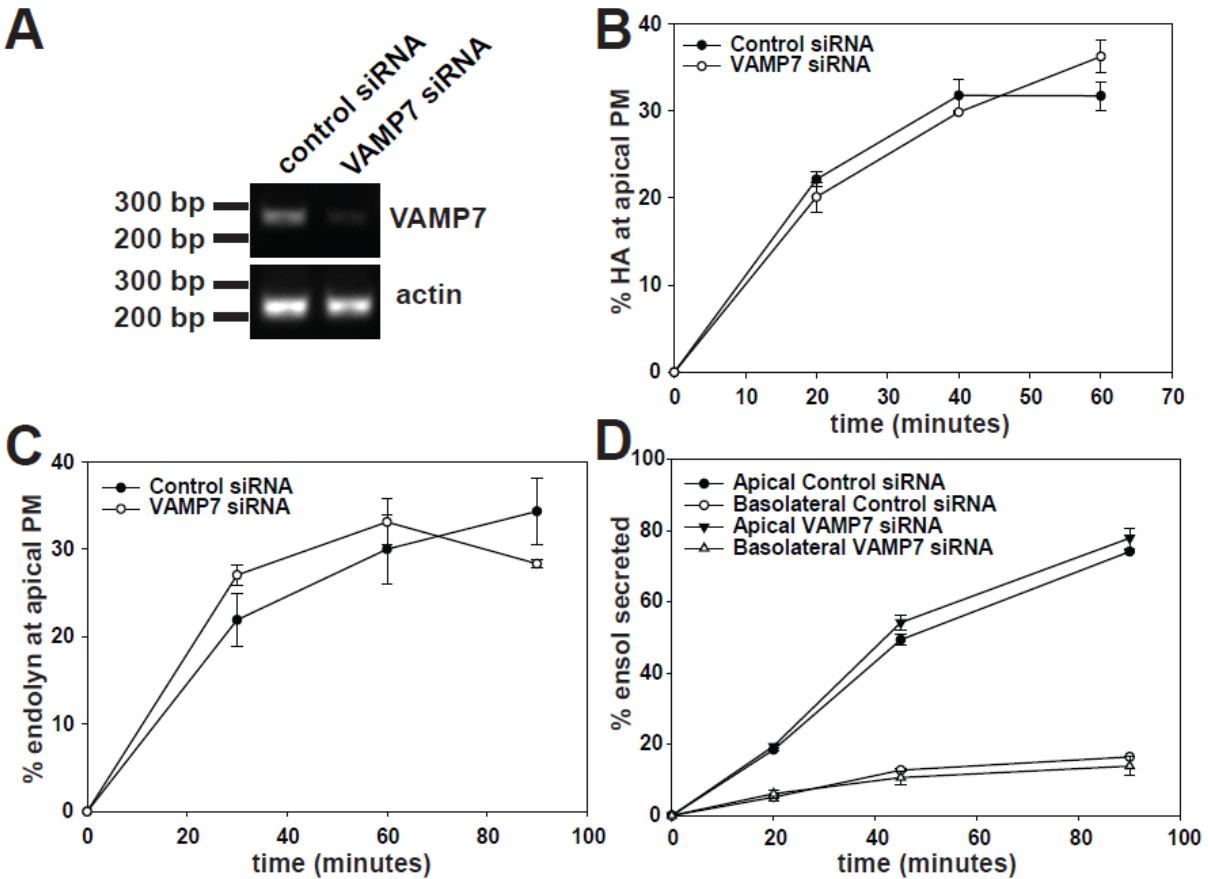 A
control siRNA
VAMP7 siRNA
300 bp
200 bp
VAMP7
300 bp
200 bp
actin
B
Control siRNA
VAMP7 siRNA
% HA at apical PM
40
30
20
10
0
0 10 20 30 40 50 60 70
time (minutes)
C
Control siRNA
VAMP7 siRNA
% endolyn at apical PM
40
30
20
10
0
0 20 40 60 80 100
time (minutes)
D
Apical Control siRNA
Basolateral Control siRNA
Apical VAMP7 siRNA
Basolateral VAMP7 siRNA
% ensol secreted
100
80
60
40
20
0
0 20 40 60 80 100
time (minutes)